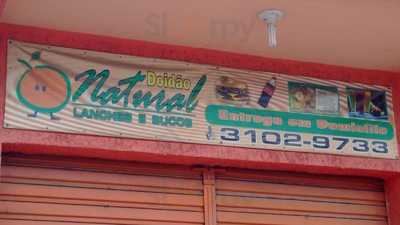 Doidão
Natural
LANCHES E SUCOS
Entrega em Domicílio
3102-9733